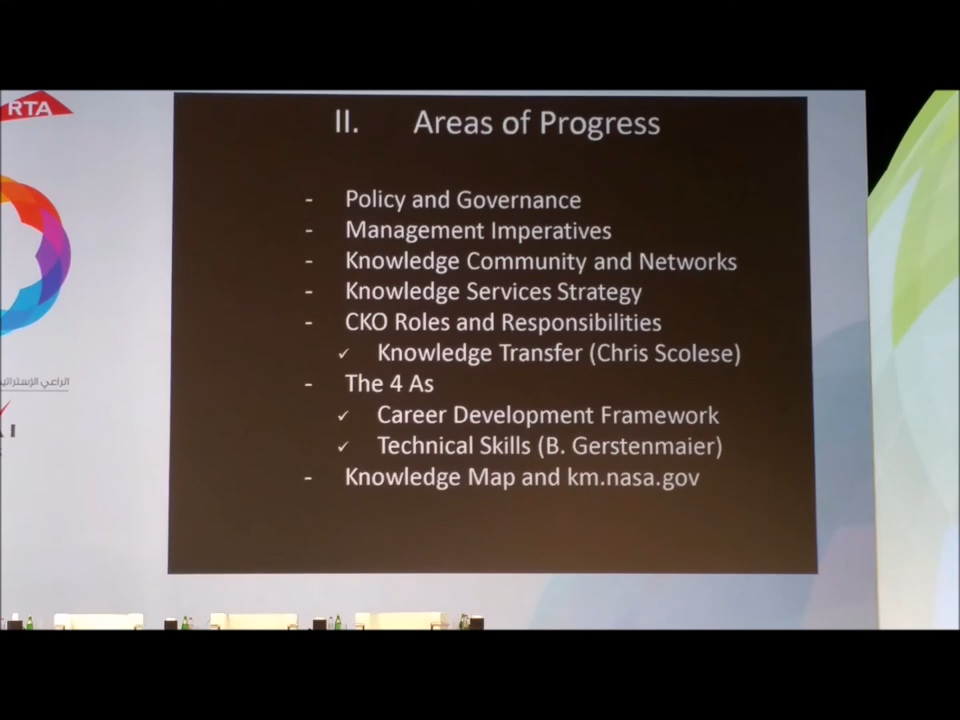 RTA
II. Areas of Progress
- Policy and Governance
- Management Imperatives
- Knowledge Community and Networks
- Knowledge Services Strategy
- CKO Roles and Responsibilities
✓ Knowledge Transfer (Chris Scolese)
- The 4 As
✓ Career Development Framework
✓ Technical Skills (B. Gerstenmaier)
- Knowledge Map and km.nasa.gov
الراعي